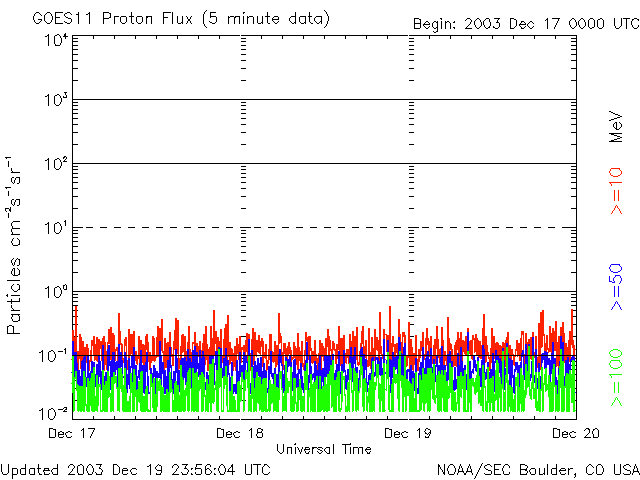 GOES11 Proton Flux (5 minute data)
Begin: 2003 Dec 17 0000 UTC
Particles cm⁻²s⁻¹sr⁻¹
10⁴
10³
10²
10¹
10⁰
10⁻¹
10⁻²
Dec 17 Dec 18 Dec 19 Dec 20
Universal Time
MeV
>=10
>=50
>=100
Updated 2003 Dec 19 23:56:04 UTC
NOAA/SEC Boulder, CO USA